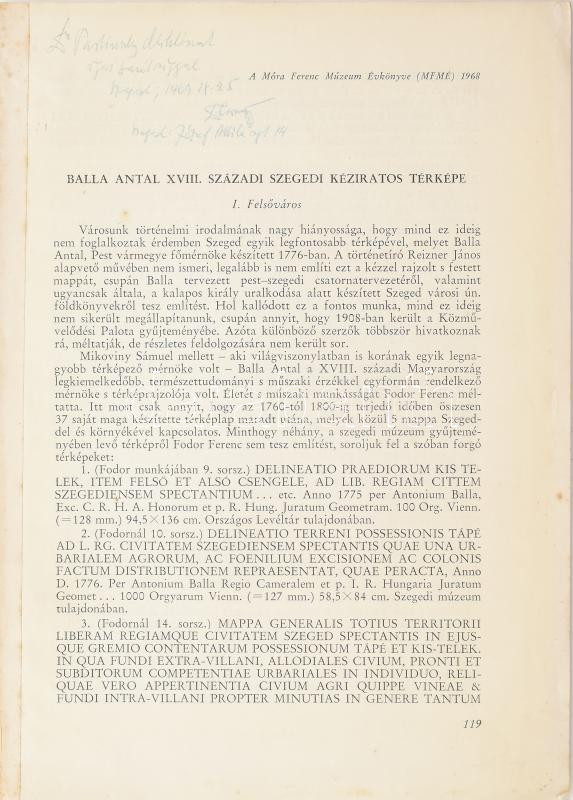 A Móra Ferenc Múzeum Évkönyve (MFMÉ) 1968
BALLA ANTAL XVIII. SZÁZADI SZEGEDI KÉZIRATOS TÉRKÉPE
I. Felsőváros
Városunk történelmi irodalmának nagy hiányossága, hogy mind ez ideig
nem foglalkoztak érdemben Szeged egyik legfontosabb térképével, melyet Balla
Antal, Pest vármegye főmérnöke készített 1776-ban. A történetíró Reizner János
alapvető művében nem ismeri, legalább is nem említi ezt a kézzel rajzolt s festett
mappát, csupán Balla tervezett pest–szegedi csatornatervezetéről, valamint
ugyancsak általa, a kalapos király uralkodása alatt készített Szeged városi ún.
földkönyvekről tesz említést. Hol kallódott ez a fontos munka, mind ez ideig
nem sikerült megállapítanunk, csupán annyit, hogy 1908-ban került a Közmű-
velődési Palota gyűjteményébe. Azóta különböző szerzők többször hivatkoznak
rá, méltatják, de részletes feldolgozására nem került sor.
Mikoviny Sámuel mellett – aki világviszonylatban is korának egyik legna-
gyobb térképező mérnöke volt – Balla Antal a XVIII. századi Magyarország
legkiemelkedőbb, természettudományi s műszaki érzékkel egyformán rendelkező
mérnöke s térképrajzolója volt. Életét s műszaki munkásságát Fodor Ferenc mél-
tatta. Itt most csak annyit, hogy az 1760-tól 1800-ig terjedő időben összesen
37 saját maga készítette térképlap maradt utána, melyek közül 5 mappa Szeged-
del és környékével kapcsolatos. Minthogy néhány, a szegedi múzeum gyűjtemé-
nyében levő térképről Fodor Ferenc sem tesz említést, soroljuk fel a szóban forgó
térképeket:
1. (Fodor munkájában 9. sorsz.) DELINEATIO PRAEDIORUM KIS TE-
LEK, ITEM FELSŐ ET ALSÓ CSENGELE, AD LIB. REGIAM CITTEM
SZEGEDIENSEM SPECTANTIUM ... etc. Anno 1775 per Antonium Balla,
Exc. C. R. H. A. Honorum et p. R. Hung. Juratum Geometram. 100 Org. Vienn.
(=128 mm.) 94,5×136 cm. Országos Levéltár tulajdonában.
2. (Fodornál 10. sorsz.) DELINEATIO TERRENI POSSESSIONIS TÁPÉ
AD L. RG. CIVITATEM SZEGEDIENSEM SPECTANTIS QUAE UNA UR-
BARIALEM AGRORUM, AC FOENILIUM EXCISIONEM AC COLONIS
FACTUM DISTRIBUTIONEM REPRAESENTAT, QUAE PERACTA, Anno
D. 1776. Per Antonium Balla Regio Cameralem et p. I. R. Hungaria Juratum
Geomet ... 1000 Orgyarum Vienn. (=127 mm.) 58,5×84 cm. Szegedi múzeum
tulajdonában.
3. (Fodornál 14. sorsz.) MAPPA GENERALIS TOTIUS TERRITORII
LIBERAM REGIAMQUE CIVITATEM SZEGED SPECTANTIS IN EJUS-
QUE GREMIO CONTENTARUM POSSESSIONUM TÁPÉ ET KIS-TELEK.
IN QUA FUNDI EXTRA-VILLANI, ALLODIALES CIVIUM, PRONTI ET
SUBDITORUM COMPETENTIAE URBARIALES IN INDIVIDUO, RELI-
QUAE VERO APPERTINENTIA CIVIUM AGRI QUIPPE VINEAE &
FUNDI INTRA-VILLANI PROPTER MINUTIAS IN GENERE TANTUM
119